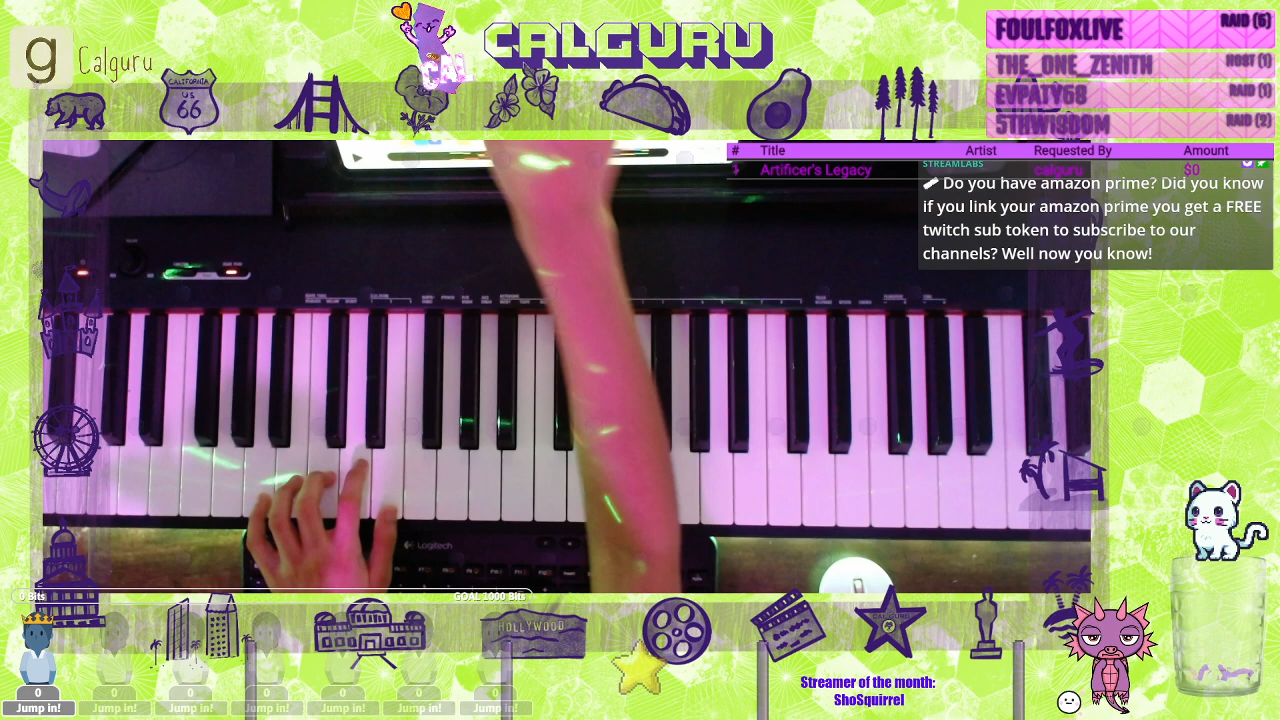 g Calguru
CAL
CALGURU
FOULFOXLIVE RAID (6)
THE_ONE_ZENITH HOST (1)
EVPATY68 RAID (1)
5THWISDOM RAID (2)
CALIFORNIA
US
66
# Title Artist Requested By Amount
1 Artificer's Legacy calguru $0
STREAMLABS
Do you have amazon prime? Did you know
if you link your amazon prime you get a FREE
twitch sub token to subscribe to our
channels? Well now you know!
Logitech
0 Bits GOAL 1000 Bits
HOLLYWOOD
CALGURU
Streamer of the month:
ShoSquirrel
0 0 0 0 0 0 0
Jump in! Jump in! Jump in! Jump in! Jump in! Jump in! Jump in!